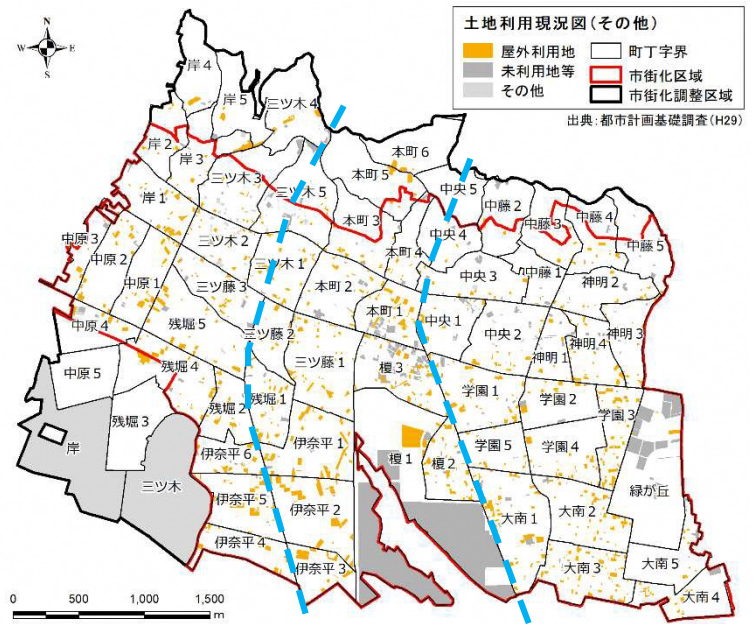 N
W E
S
土地利用現況図(その他)
屋外利用地
未利用地等
その他
町丁字界
市街化区域
市街化調整区域
出典：都市計画基礎調査(H29)
岸4
岸5
三ツ木4
岸2
岸3
三ツ木3
三ツ木5
岸1
本町6
本町5
本町3
本町4
中央5
中央4
中藤2
中藤3
中藤4
中藤5
中原3
中原2
中原1
三ツ木2
三ツ木1
三ツ藤3
本町2
本町1
中央3
中藤1
神明2
中原4
残堀5
三ツ藤2
三ツ藤1
中央1
中央2
神明1
神明4
神明3
中原5
残堀4
残堀3
残堀2
残堀1
榎3
学園1
学園2
学園3
岸
三ツ木
伊奈平6
伊奈平1
学園5
学園4
榎1
榎2
緑が丘
伊奈平5
伊奈平2
大南1
大南2
伊奈平4
伊奈平3
大南3
大南5
大南4
0 500 1,000 1,500
m